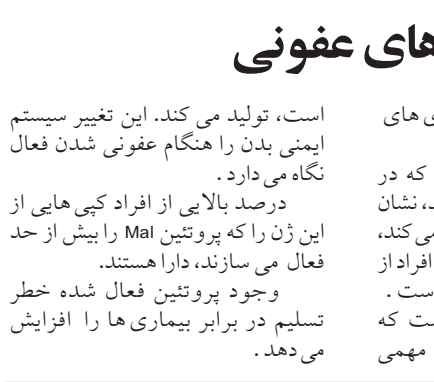 های عفونی
های
که در
نشان
می کند،
افراد از
است .
است که
مهمی
است، تولید می کند. این تغییر سیستم
ایمنی بدن را هنگام عفونی شدن فعال
نگاه می دارد .
درصد بالایی از افراد کپی هایی از
این ژن را که پروتئین Mal را بیش از حد
فعال می سازند، دارا هستند.
وجود پروتئین فعال شده خطر
تسلیم در برابر بیماری ها را افزایش
می دهد .